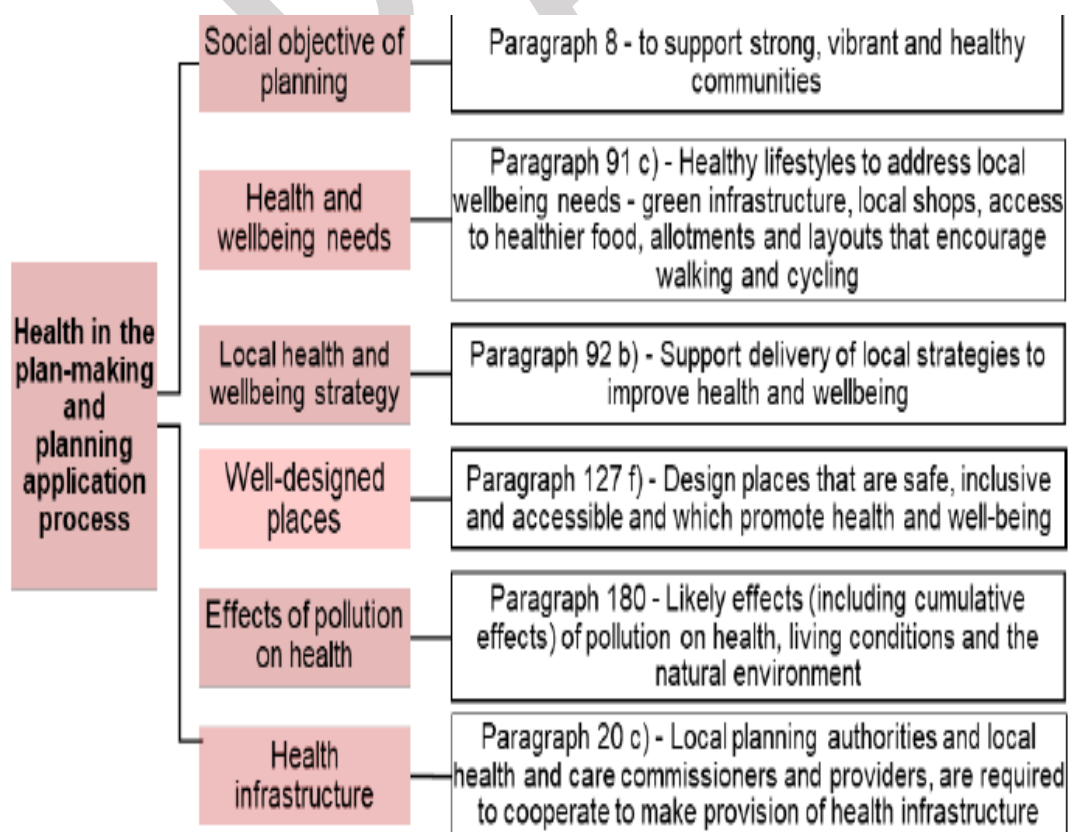 Health in the
plan-making
and
planning
application
process
Social objective of
planning
Paragraph 8 - to support strong, vibrant and healthy
communities
Health and
wellbeing needs
Paragraph 91 c) - Healthy lifestyles to address local
wellbeing needs - green infrastructure, local shops, access
to healthier food, allotments and layouts that encourage
walking and cycling
Local health and
wellbeing strategy
Paragraph 92 b) - Support delivery of local strategies to
improve health and wellbeing
Well-designed
places
Paragraph 127 f) - Design places that are safe, inclusive
and accessible and which promote health and well-being
Effects of pollution
on health
Paragraph 180 - Likely effects (including cumulative
effects) of pollution on health, living conditions and the
natural environment
Health
infrastructure
Paragraph 20 c) - Local planning authorities and local
health and care commissioners and providers, are required
to cooperate to make provision of health infrastructure